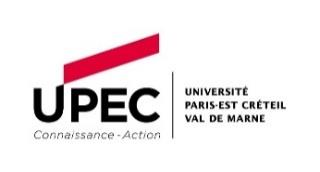 UPEC
Connaissance - Action
UNIVERSITÉ
PARIS-EST CRÉTEIL
VAL DE MARNE